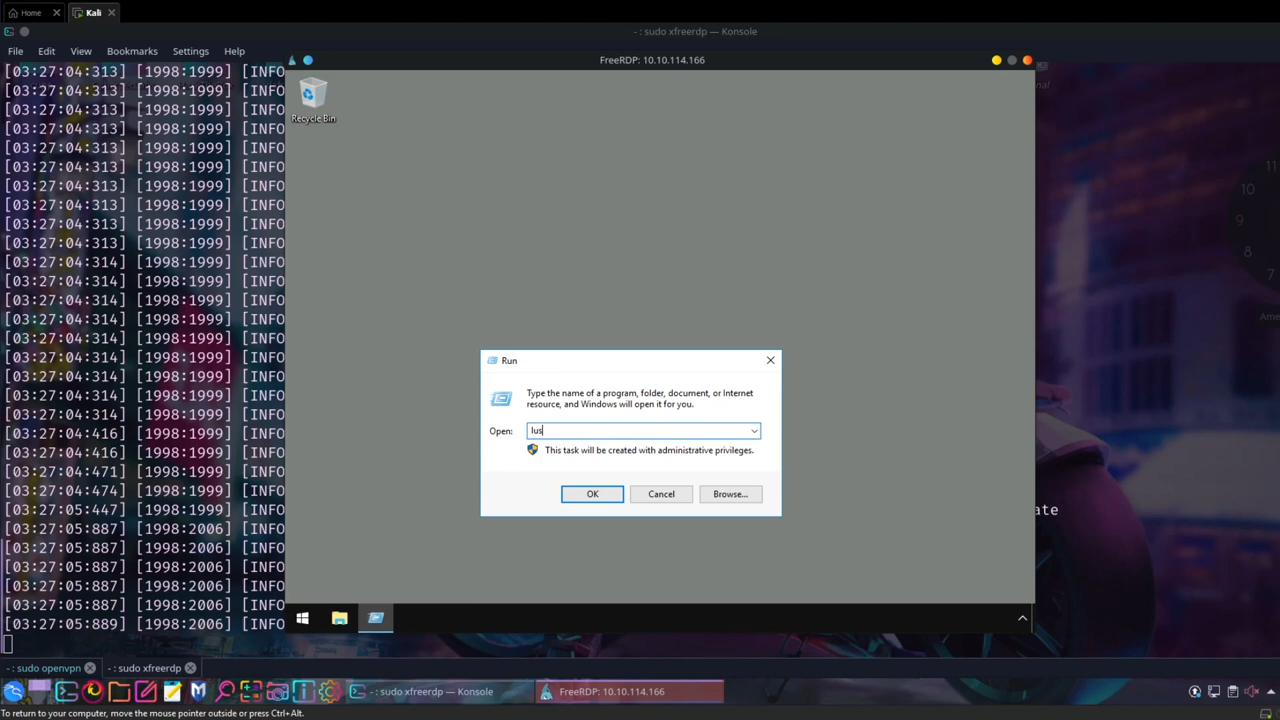 Home
Kali
- : sudo xfreerdp — Konsole
File Edit View Bookmarks Settings Help
FreeRDP: 10.10.114.166
[03:27:04:313] [1998:1999] [INFO
[03:27:04:313] [1998:1999] [INFO
[03:27:04:313] [1998:1999] [INFO
[03:27:04:313] [1998:1999] [INFO
[03:27:04:313] [1998:1999] [INFO
[03:27:04:313] [1998:1999] [INFO
[03:27:04:313] [1998:1999] [INFO
[03:27:04:313] [1998:1999] [INFO
[03:27:04:313] [1998:1999] [INFO
[03:27:04:313] [1998:1999] [INFO
[03:27:04:314] [1998:1999] [INFO
[03:27:04:314] [1998:1999] [INFO
[03:27:04:314] [1998:1999] [INFO
[03:27:04:314] [1998:1999] [INFO
[03:27:04:314] [1998:1999] [INFO
[03:27:04:314] [1998:1999] [INFO
[03:27:04:314] [1998:1999] [INFO
[03:27:04:314] [1998:1999] [INFO
[03:27:04:314] [1998:1999] [INFO
[03:27:04:416] [1998:1999] [INFO
[03:27:04:416] [1998:1999] [INFO
[03:27:04:471] [1998:1999] [INFO
[03:27:04:474] [1998:1999] [INFO
[03:27:05:447] [1998:1999] [INFO
[03:27:05:887] [1998:2006] [INFO
[03:27:05:887] [1998:2006] [INFO
[03:27:05:887] [1998:2006] [INFO
[03:27:05:887] [1998:2006] [INFO
[03:27:05:887] [1998:2006] [INFO
[03:27:05:889] [1998:2006] [INFO
Recycle Bin
Run
Type the name of a program, folder, document, or Internet
resource, and Windows will open it for you.
Open: lus
This task will be created with administrative privileges.
OK Cancel Browse...
nal
11
10
9
8
7
Ame
ate
- : sudo openvpn
- : sudo xfreerdp
- : sudo xfreerdp — Konsole
FreeRDP: 10.10.114.166
To return to your computer, move the mouse pointer outside or press Ctrl+Alt.